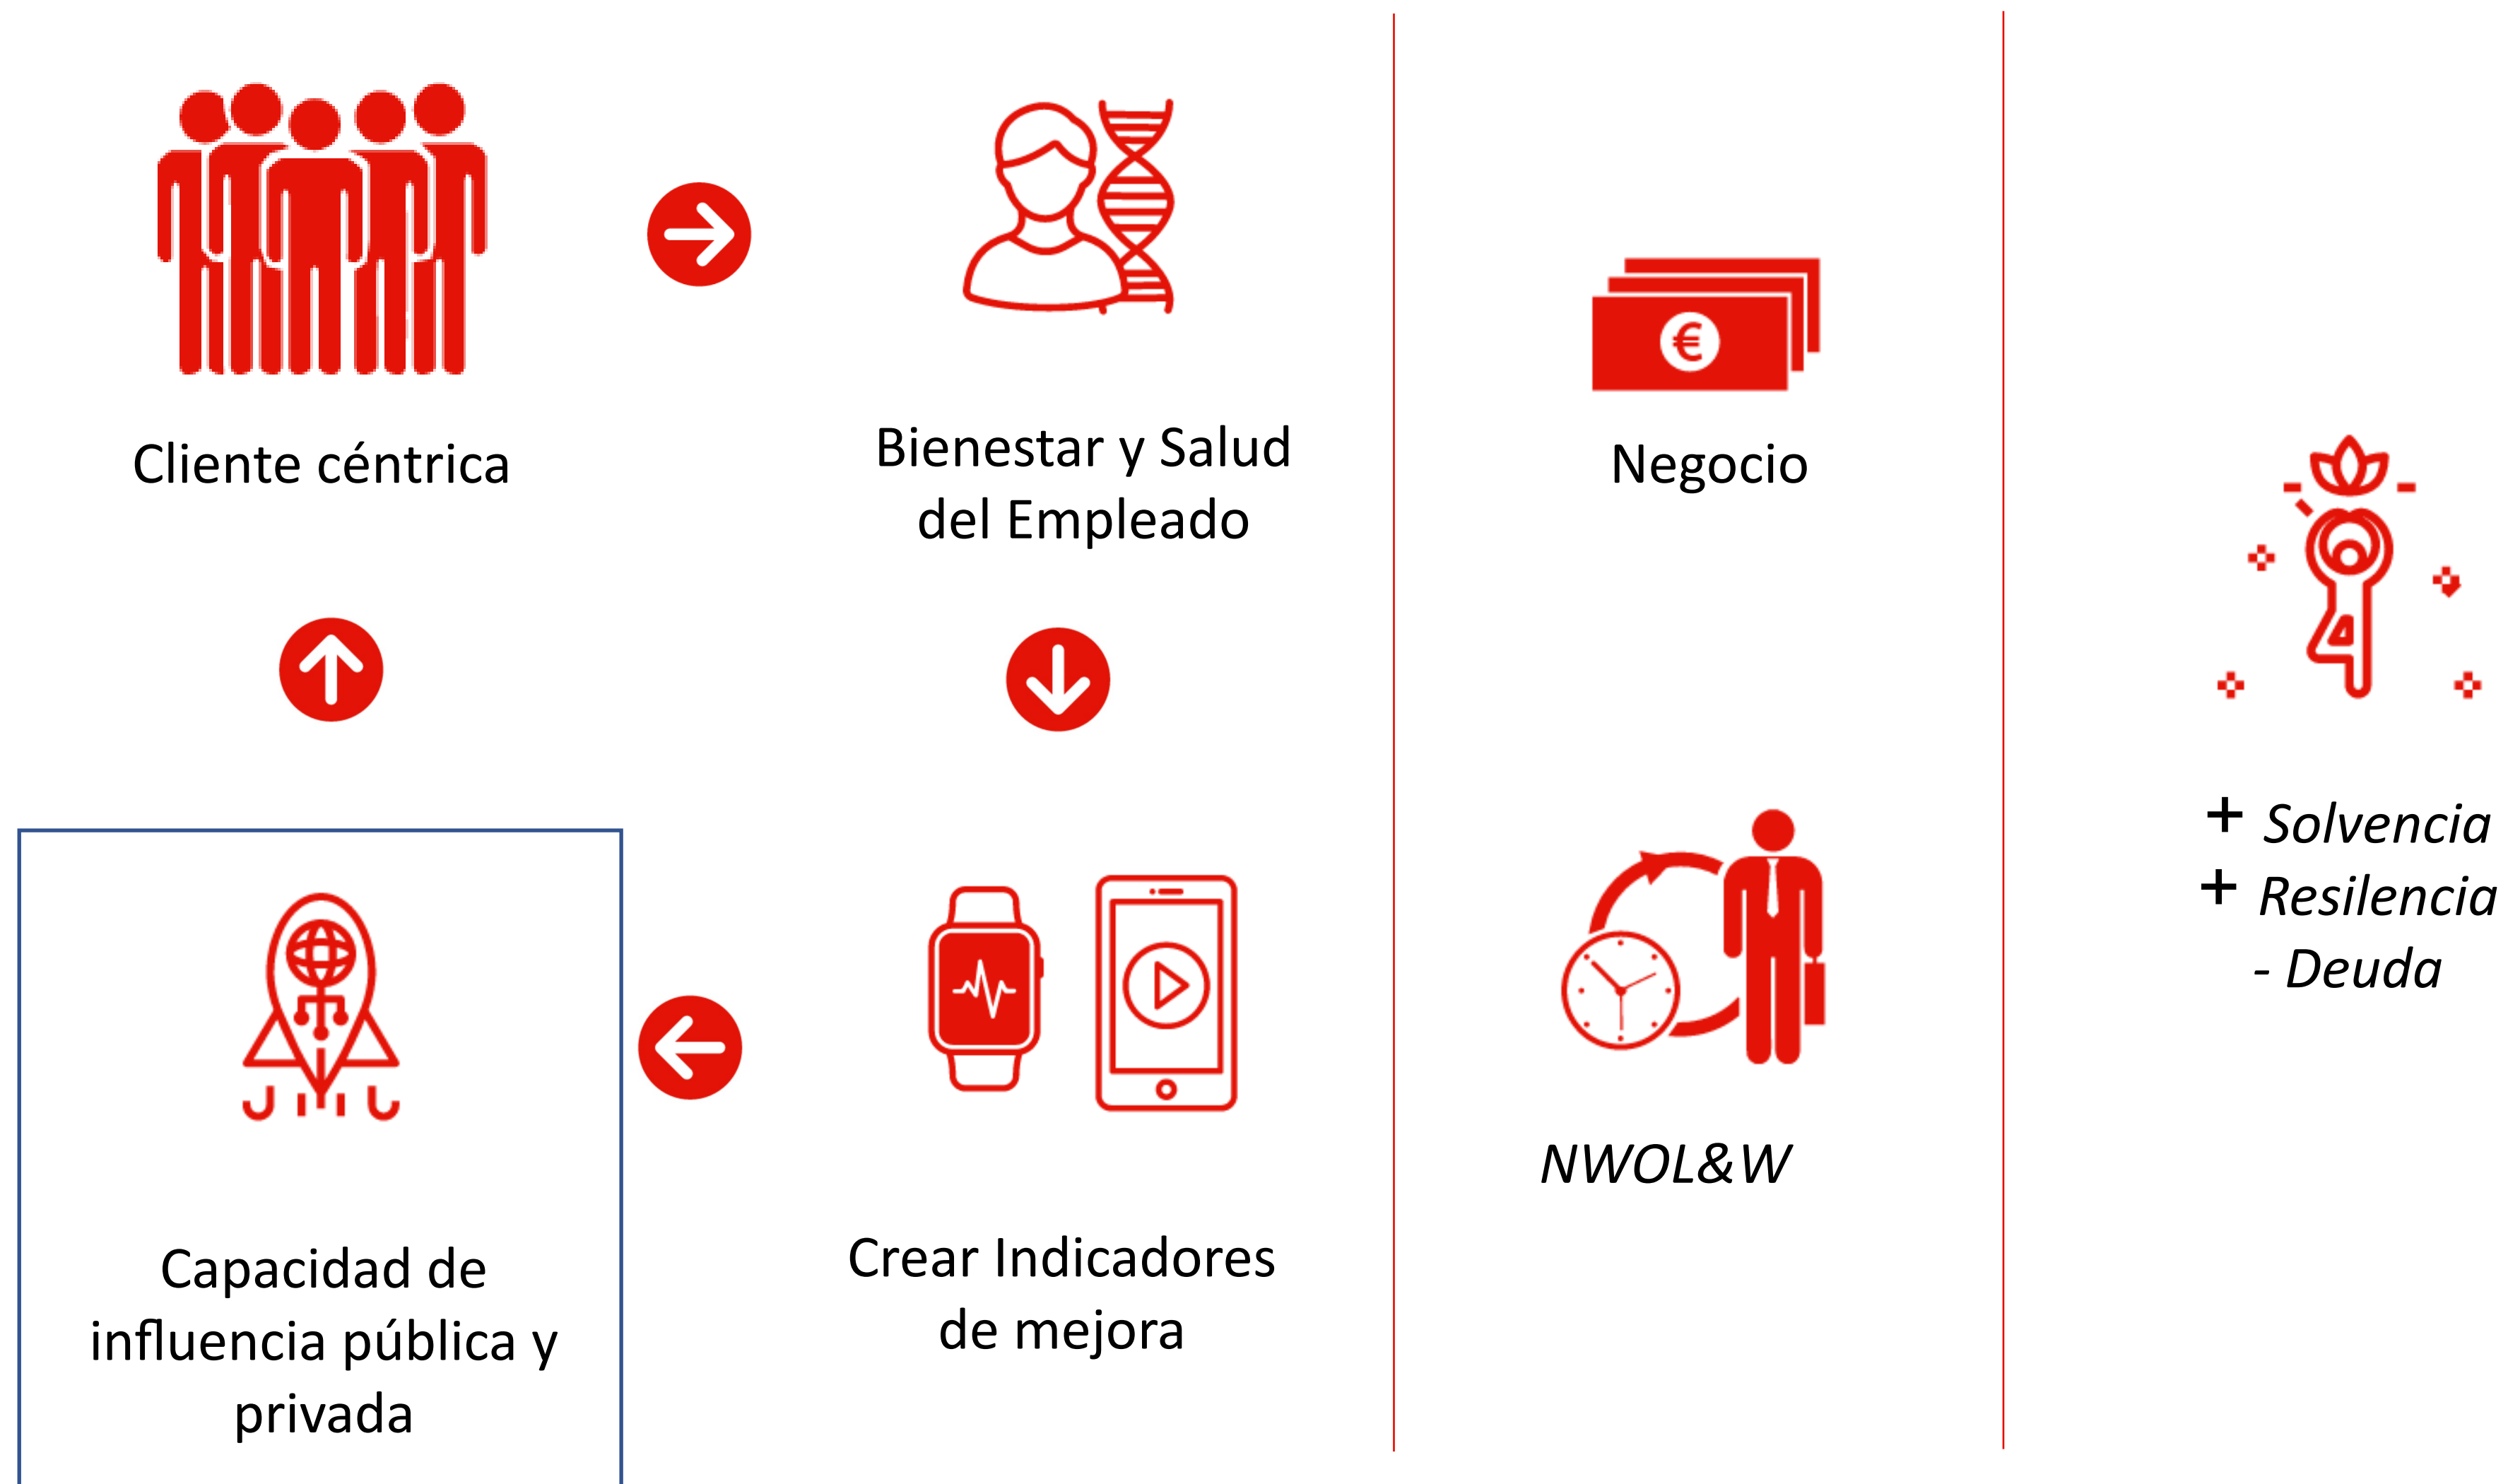 Cliente céntrica
Bienestar y Salud
del Empleado
Negocio
€
Capacidad de
influencia pública y
privada
Crear Indicadores
de mejora
NWOL&W
+ Solvencia
+ Resilencia
- Deuda